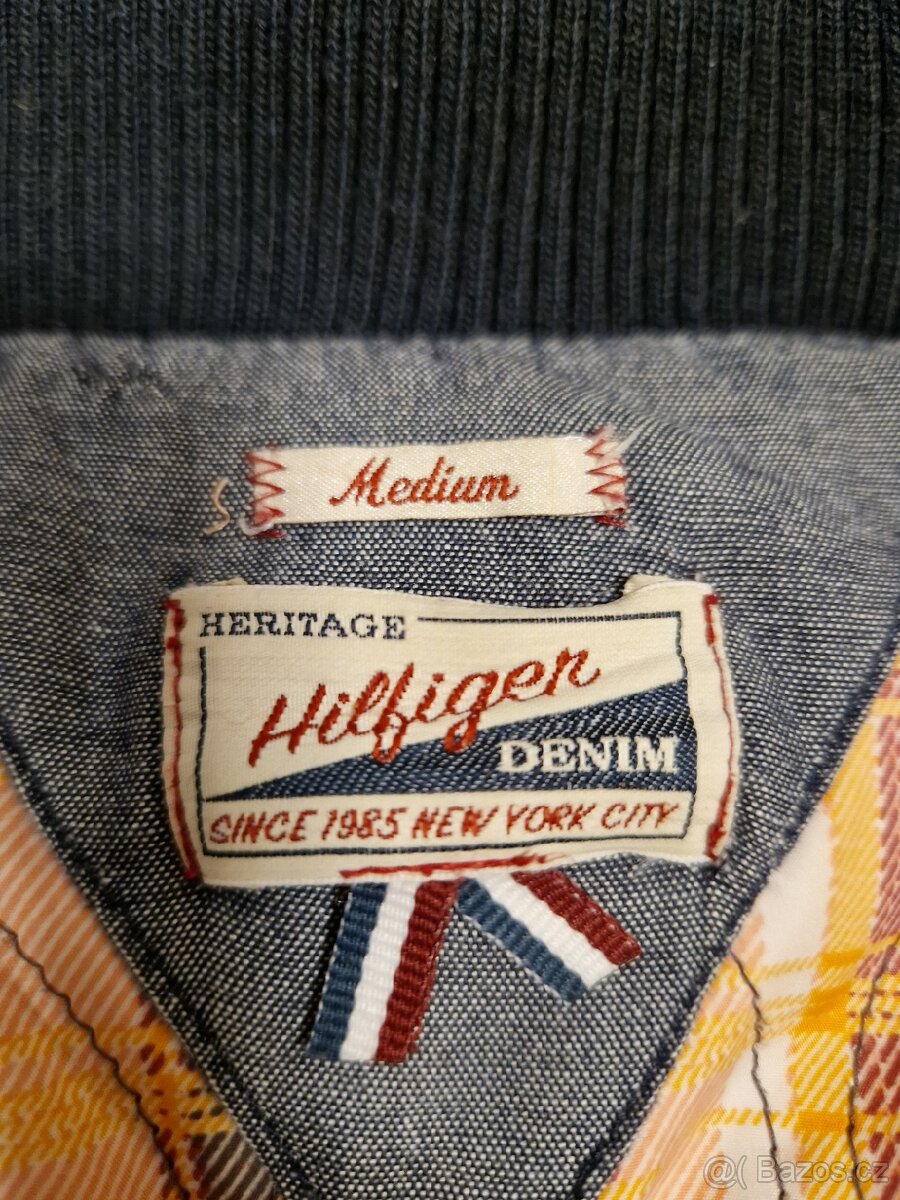 Medium
HERITAGE
Hilfiger
DENIM
SINCE 1985 NEW YORK CITY
@( Bazos.cz